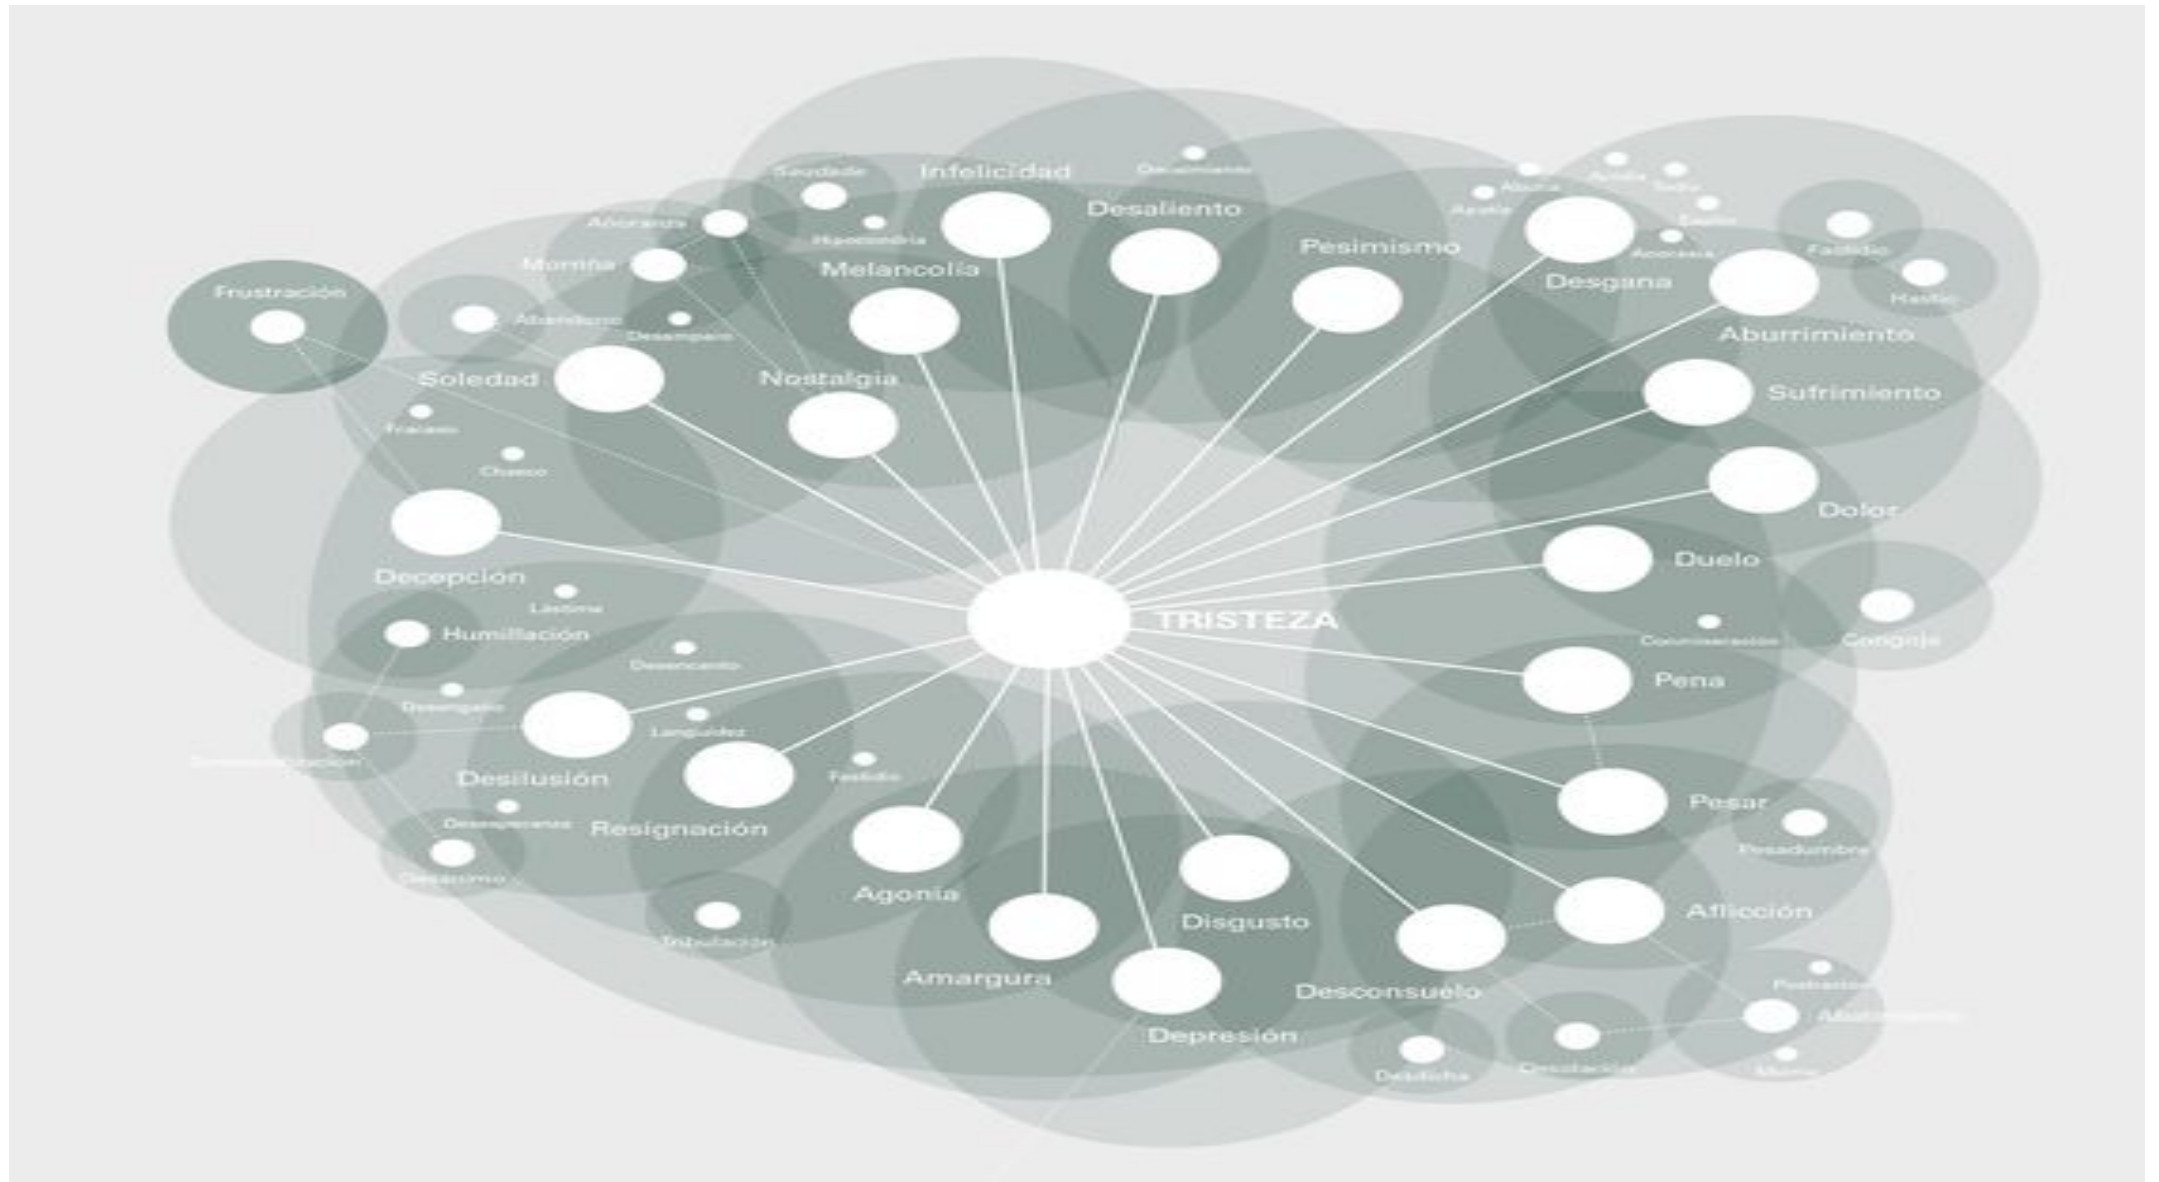 Saudade
Infelicidad
Desaliento
Añoranza
Hipocondría
Pesimismo
Morriña
Melancolía
Apatía
Desgana
Fastidio
Hastío
Frustración
Abandono
Desamparo
Aburrimiento
Soledad
Nostalgia
Sufrimiento
Fracaso
Chasco
Dolor
Decepción
Duelo
Lástima
TRISTEZA
Humillación
Conmiseración
Congoja
Desencanto
Pena
Desengaño
Languidez
Desilusión
Fastidio
Pesar
Desesperanza
Resignación
Pesadumbre
Desánimo
Agonía
Disgusto
Aflicción
Tribulación
Amargura
Desconsuelo
Depresión
Desdicha
Desolación